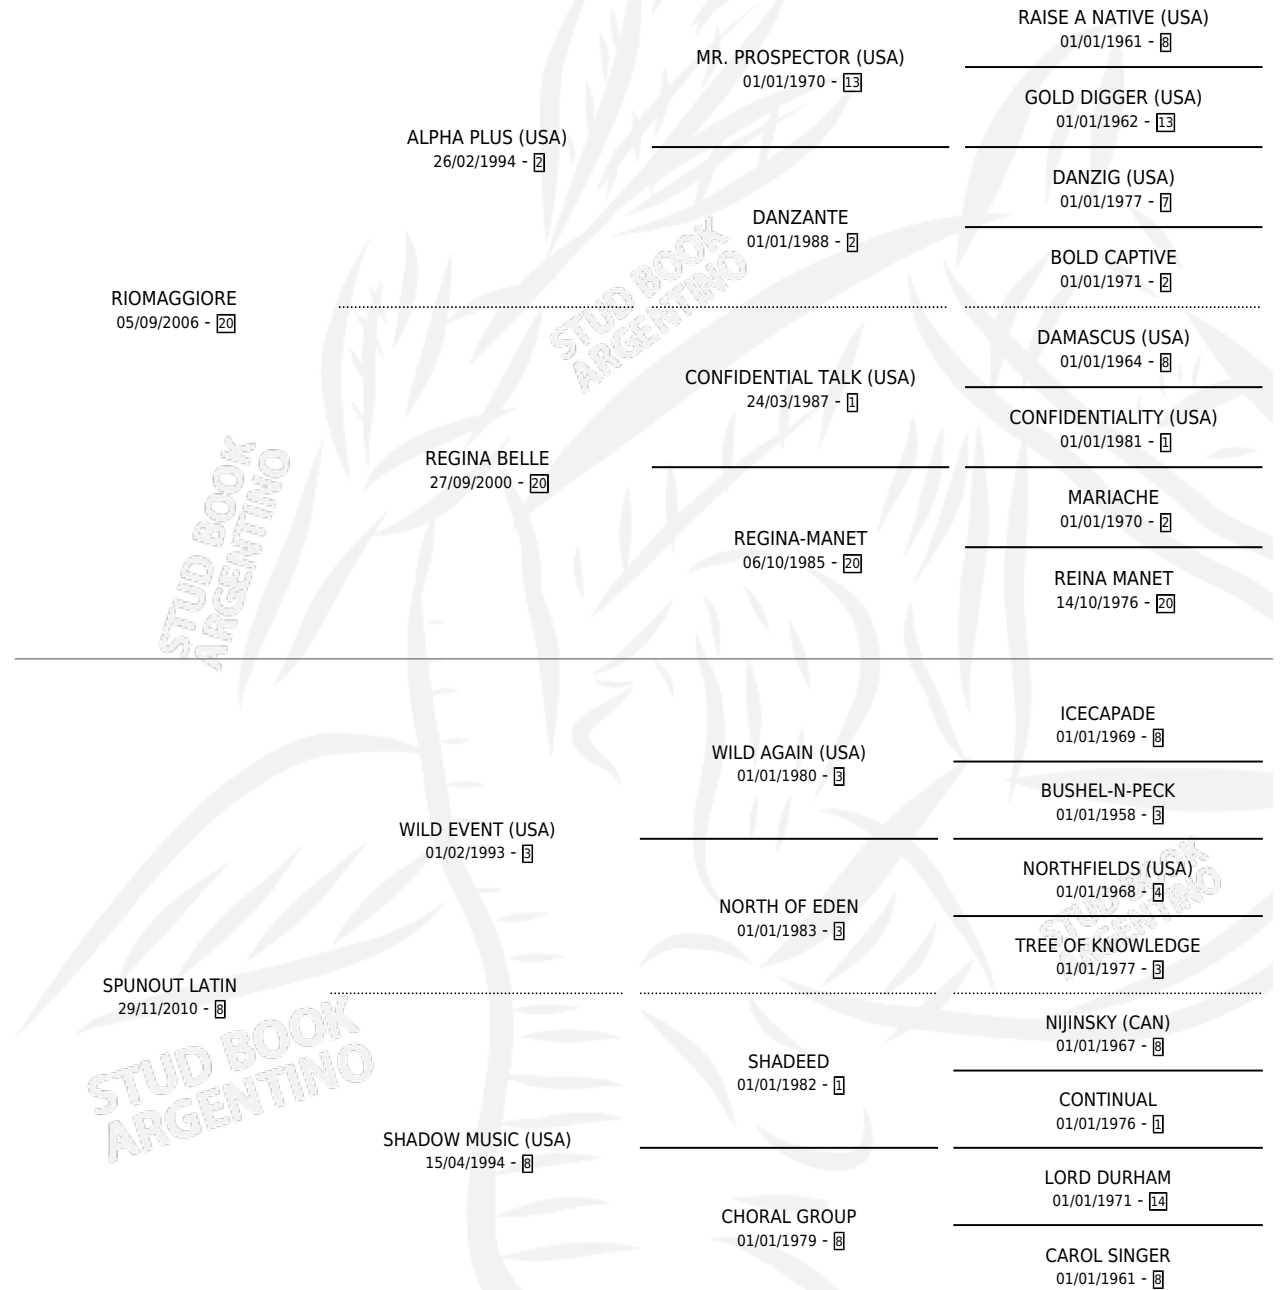 RAISE A NATIVE (USA)
01/01/1961 - 8
MR. PROSPECTOR (USA)
01/01/1970 - 13
GOLD DIGGER (USA)
01/01/1962 - 13
ALPHA PLUS (USA)
26/02/1994 - 2
DANZIG (USA)
01/01/1977 - 7
DANZANTE
01/01/1988 - 2
BOLD CAPTIVE
01/01/1971 - 2
STUD BOOK
ARGENTINO
RIOMAGGIORE
05/09/2006 - 20
DAMASCUS (USA)
01/01/1964 - 8
CONFIDENTIAL TALK (USA)
24/03/1987 - 1
CONFIDENTIALITY (USA)
01/01/1981 - 1
REGINA BELLE
27/09/2000 - 20
MARIACHE
01/01/1970 - 2
REGINA-MANET
06/10/1985 - 20
REINA MANET
14/10/1976 - 20
STUD BOOK
ARGENTINO
ICECAPADE
01/01/1969 - 8
WILD AGAIN (USA)
01/01/1980 - 3
BUSHEL-N-PECK
01/01/1958 - 3
WILD EVENT (USA)
01/02/1993 - 3
NORTHFIELDS (USA)
01/01/1968 - 4
NORTH OF EDEN
01/01/1983 - 3
STUD BOOK
ARGENTINO
TREE OF KNOWLEDGE
01/01/1977 - 3
SPUNOUT LATIN
29/11/2010 - 8
NIJINSKY (CAN)
01/01/1967 - 8
SHADEED
01/01/1982 - 1
CONTINUAL
01/01/1976 - 1
STUD BOOK
ARGENTINO
SHADOW MUSIC (USA)
15/04/1994 - 8
LORD DURHAM
01/01/1971 - 14
CHORAL GROUP
01/01/1979 - 8
CAROL SINGER
01/01/1961 - 8